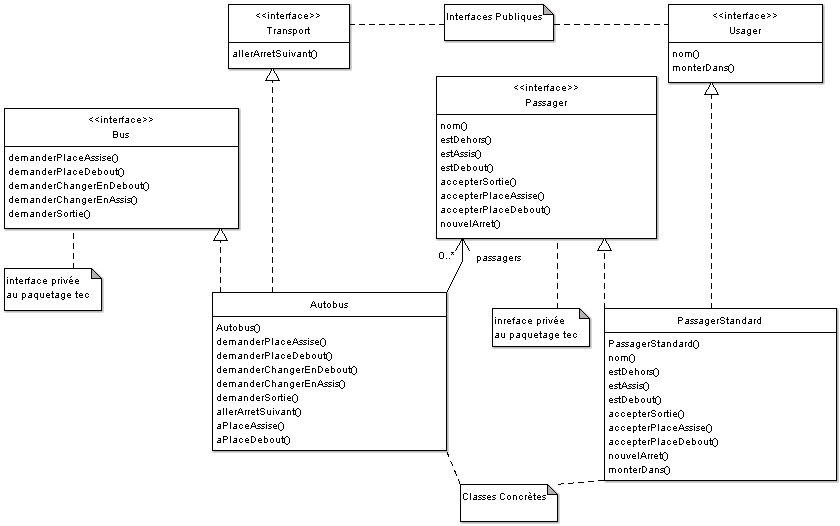 <<interface>>
Transport
allerArretSuivant()
Interfaces Publiques
<<interface>>
Usager
nom()
monterDans()
<<interface>>
Bus
demanderPlaceAssise()
demanderPlaceDebout()
demanderChangerEnDebout()
demanderChangerEnAssis()
demanderSortie()
<<interface>>
Passager
nom()
estDehors()
estAssis()
estDebout()
accepterSortie()
accepterPlaceAssise()
accepterPlaceDebout()
nouvelArret()
0..*
passagers
interface privée
au paquetage tec
inreface privée
au paquetage tec
Autobus
Autobus()
demanderPlaceAssise()
demanderPlaceDebout()
demanderChangerEnDebout()
demanderChangerEnAssis()
demanderSortie()
allerArretSuivant()
aPlaceAssise()
aPlaceDebout()
PassagerStandard
PassagerStandard()
nom()
estDehors()
estAssis()
estDebout()
accepterSortie()
accepterPlaceAssise()
accepterPlaceDebout()
nouvelArret()
monterDans()
Classes Concrètes